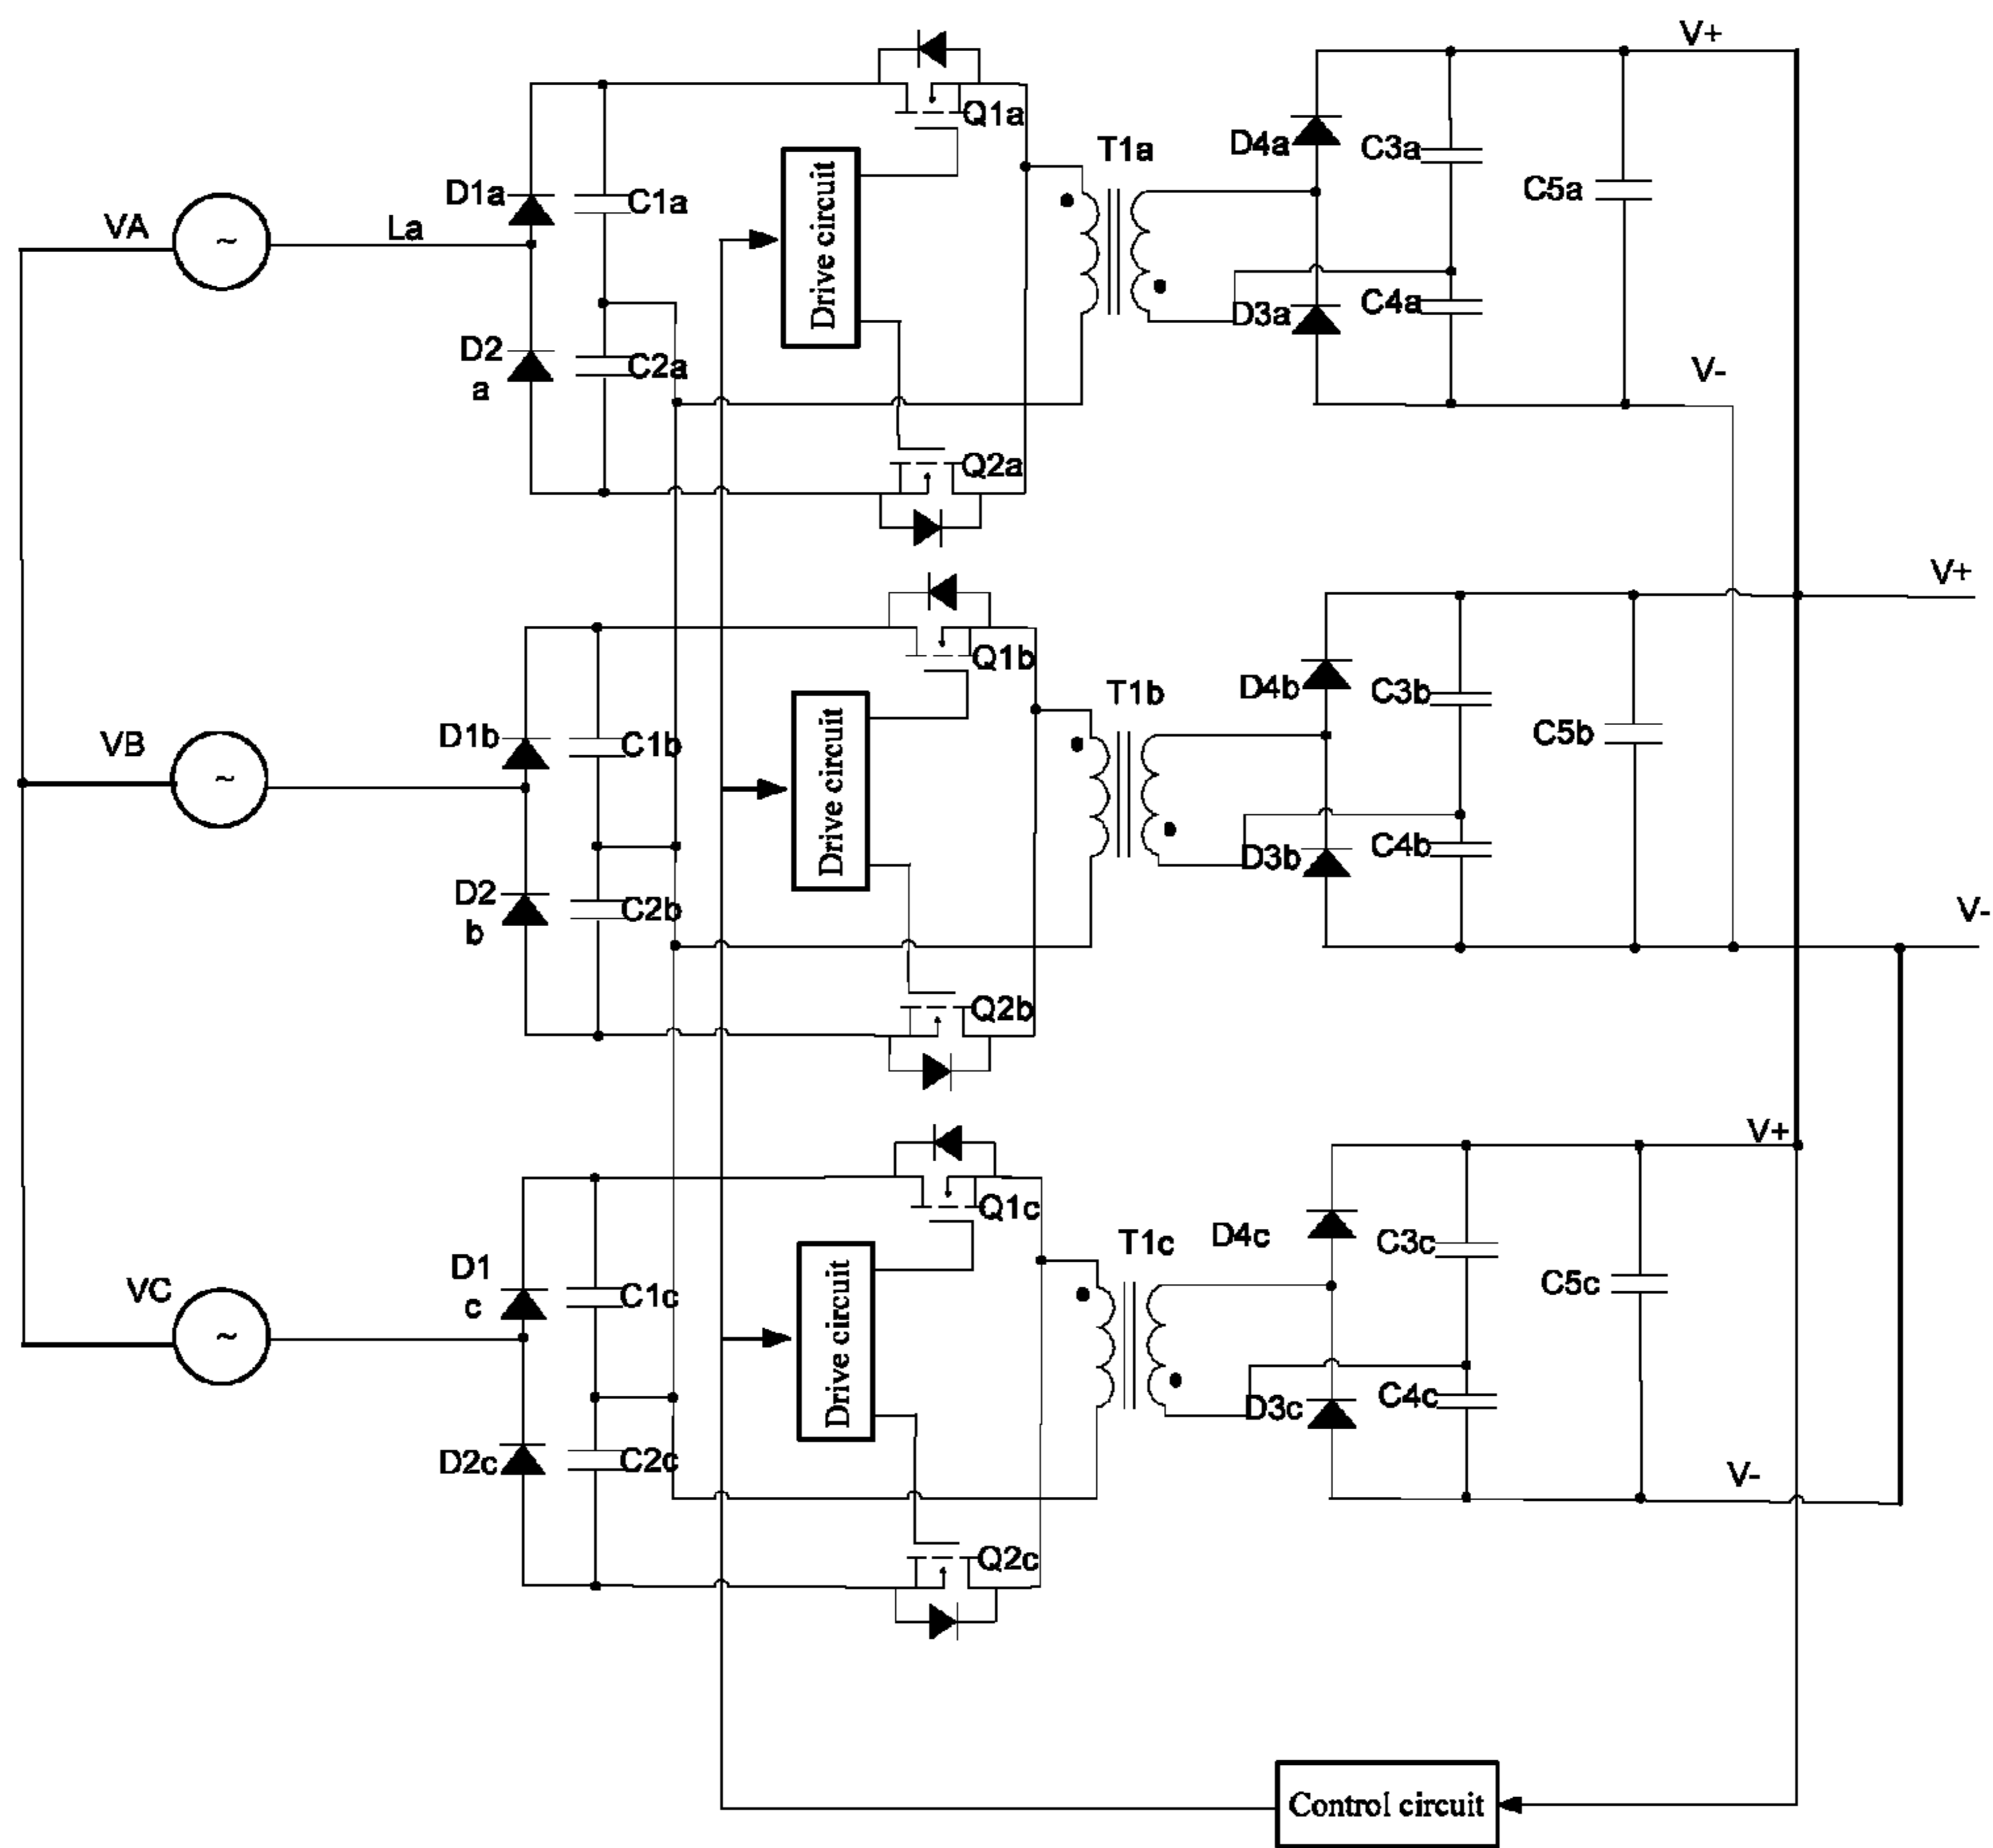 V+
Q1a
T1a
D4a
C3a
D1a
C1a
C5a
VA
~
La
Drive circuit
D3a
C4a
D2
a
C2a
V-
Q2a
V+
Q1b
T1b
D4b
C3b
VB
~
D1b
C1b
C5b
Drive circuit
D3b
C4b
D2
b
C2b
V-
Q2b
V+
Q1c
T1c
D4c
C3c
D1
c
C1c
C5c
VC
~
Drive circuit
D3c
C4c
D2c
C2c
V-
Q2c
Control circuit